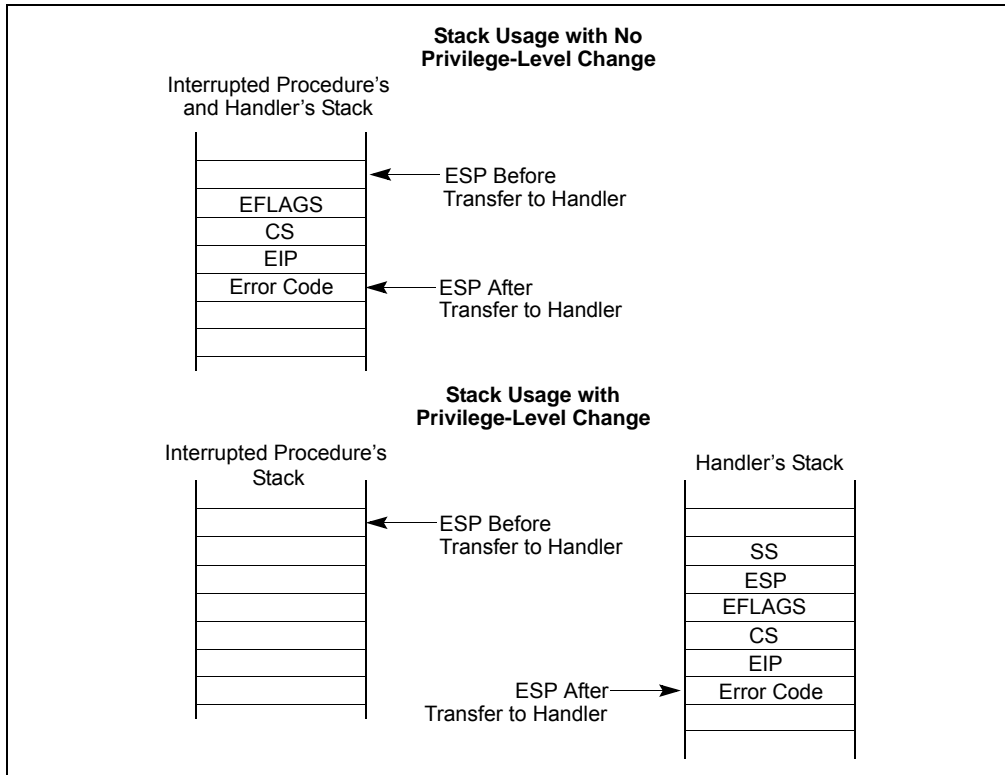 Stack Usage with No
Privilege-Level Change
Interrupted Procedure's
and Handler's Stack
ESP Before
Transfer to Handler
EFLAGS
CS
EIP
Error Code
ESP After
Transfer to Handler
Stack Usage with
Privilege-Level Change
Interrupted Procedure's
Stack
Handler's Stack
ESP Before
Transfer to Handler
SS
ESP
EFLAGS
CS
EIP
ESP After
Transfer to Handler
Error Code